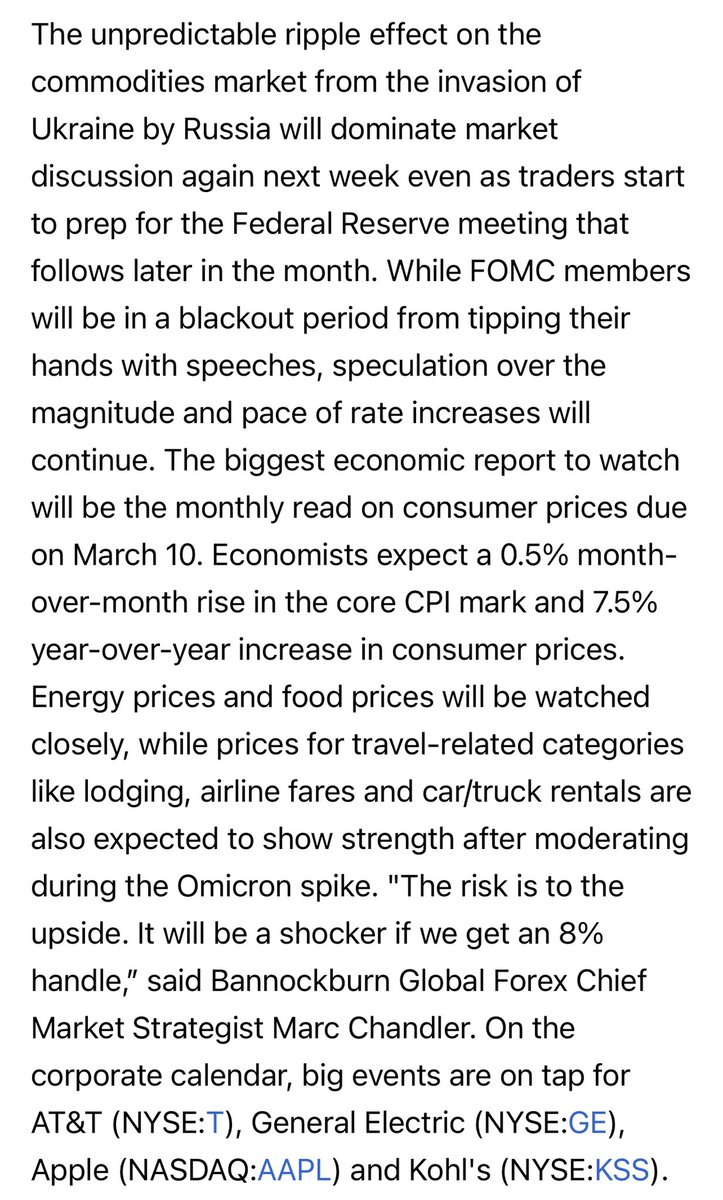 The unpredictable ripple effect on the
commodities market from the invasion of
Ukraine by Russia will dominate market
discussion again next week even as traders start
to prep for the Federal Reserve meeting that
follows later in the month. While FOMC members
will be in a blackout period from tipping their
hands with speeches, speculation over the
magnitude and pace of rate increases will
continue. The biggest economic report to watch
will be the monthly read on consumer prices due
on March 10. Economists expect a 0.5% month-
over-month rise in the core CPI mark and 7.5%
year-over-year increase in consumer prices.
Energy prices and food prices will be watched
closely, while prices for travel-related categories
like lodging, airline fares and car/truck rentals are
also expected to show strength after moderating
during the Omicron spike. "The risk is to the
upside. It will be a shocker if we get an 8%
handle,” said Bannockburn Global Forex Chief
Market Strategist Marc Chandler. On the
corporate calendar, big events are on tap for
AT&T (NYSE:T), General Electric (NYSE:GE),
Apple (NASDAQ:AAPL) and Kohl's (NYSE:KSS).